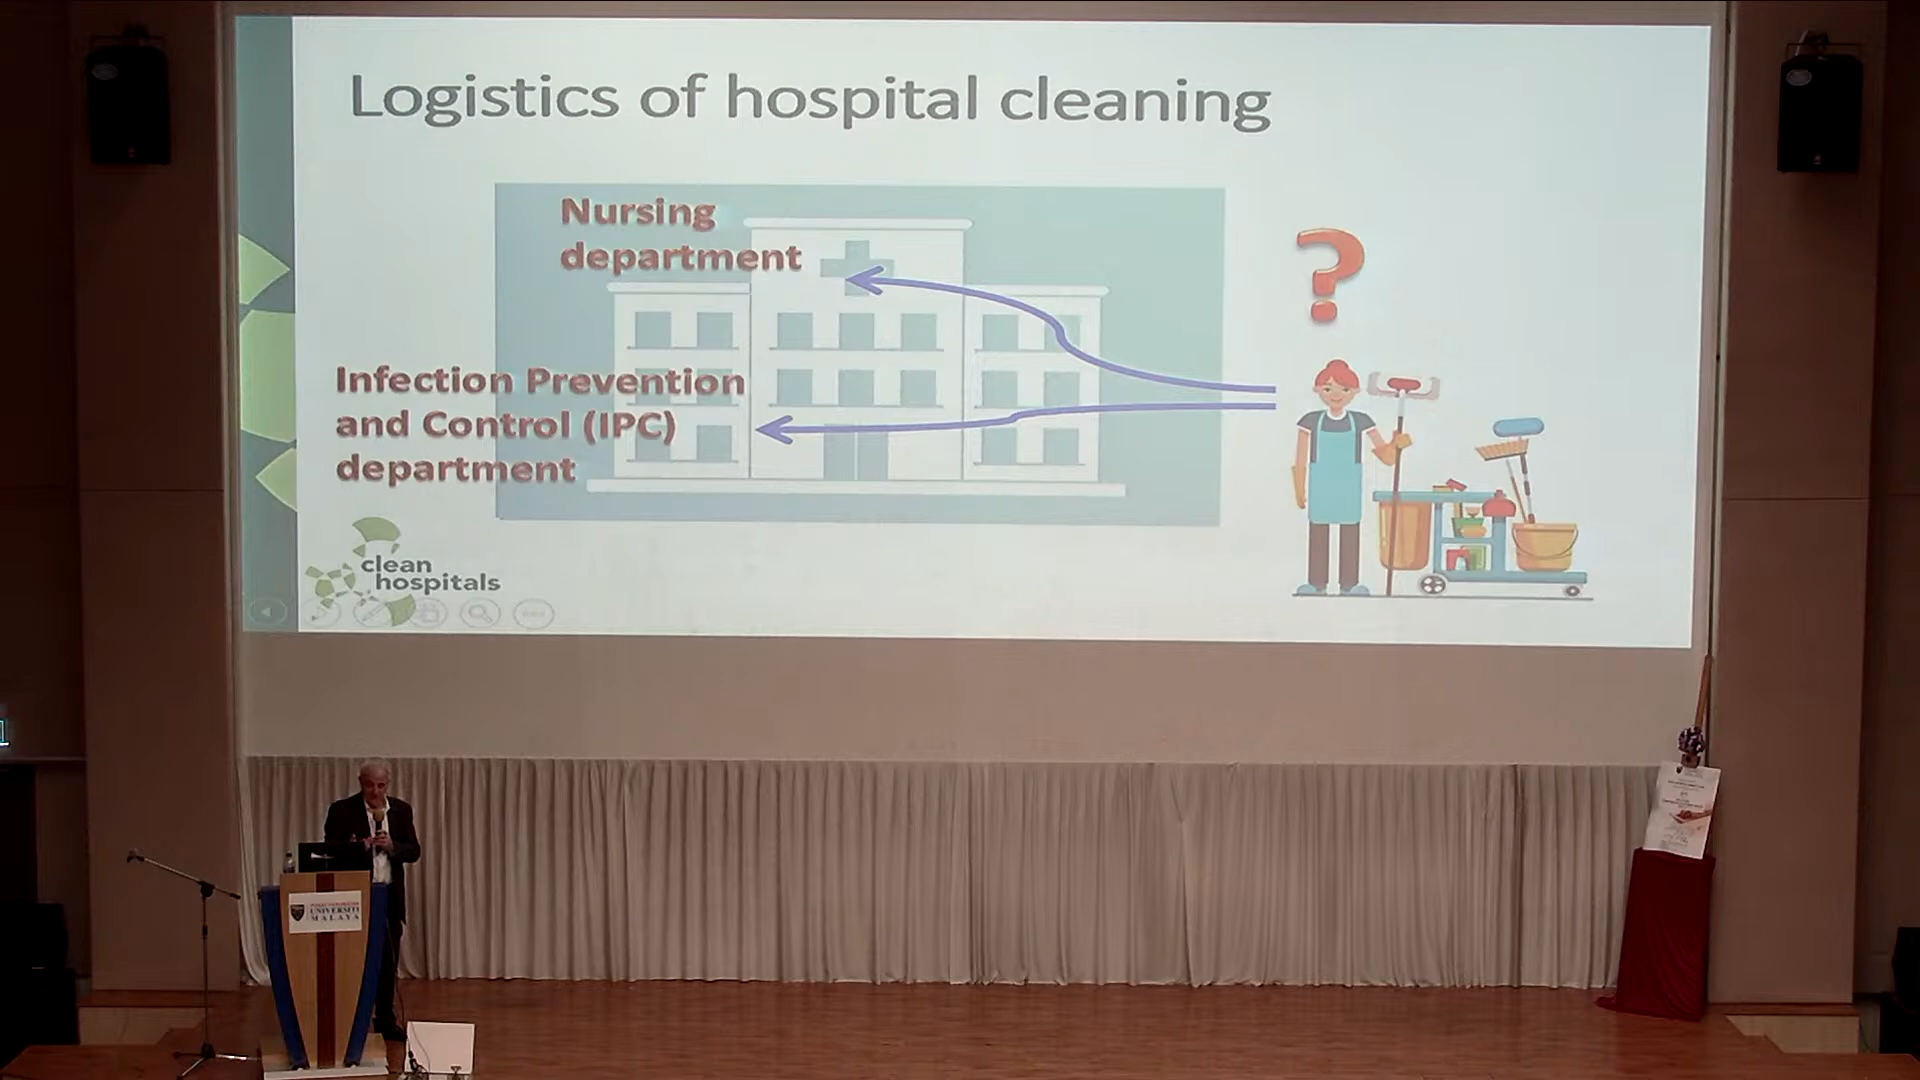 Logistics of hospital cleaning
Nursing
department
Infection Prevention
and Control (IPC)
department
clean
hospitals
UNIVERSITI
MALAYA